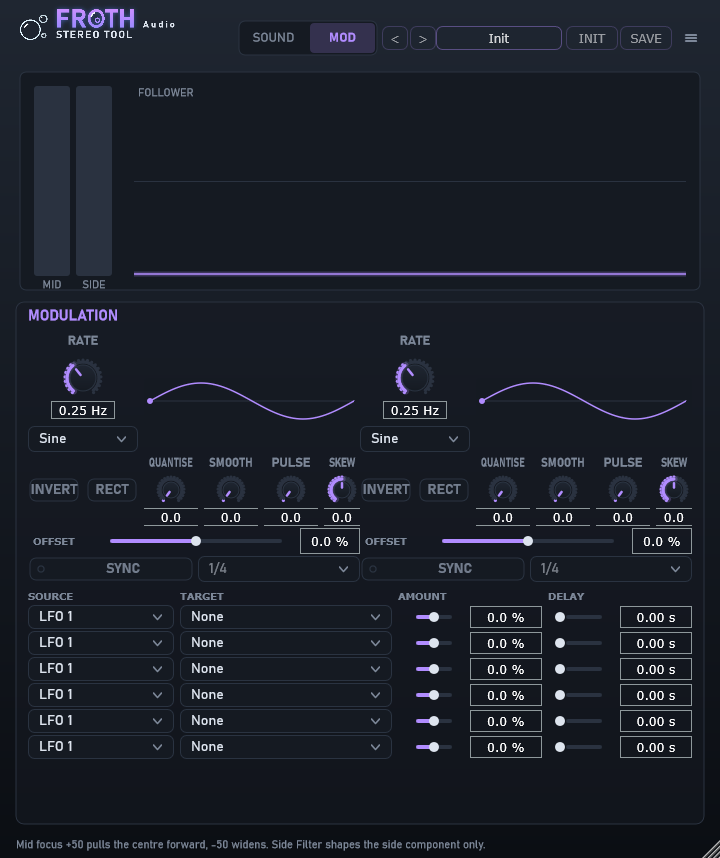 FROTH Audio
STEREO TOOL
SOUND MOD < > Init INIT SAVE
FOLLOWER
MID SIDE
MODULATION
RATE RATE
0.25 Hz 0.25 Hz
Sine Sine
QUANTISE SMOOTH PULSE SKEW QUANTISE SMOOTH PULSE SKEW
INVERT RECT INVERT RECT
0.0 0.0 0.0 0.0 0.0 0.0 0.0 0.0
OFFSET 0.0 % OFFSET 0.0 %
SYNC 1/4 SYNC 1/4
SOURCE TARGET AMOUNT DELAY
LFO 1 None 0.0 % 0.00 s
LFO 1 None 0.0 % 0.00 s
LFO 1 None 0.0 % 0.00 s
LFO 1 None 0.0 % 0.00 s
LFO 1 None 0.0 % 0.00 s
LFO 1 None 0.0 % 0.00 s
Mid focus +50 pulls the centre forward, -50 widens. Side Filter shapes the side component only.